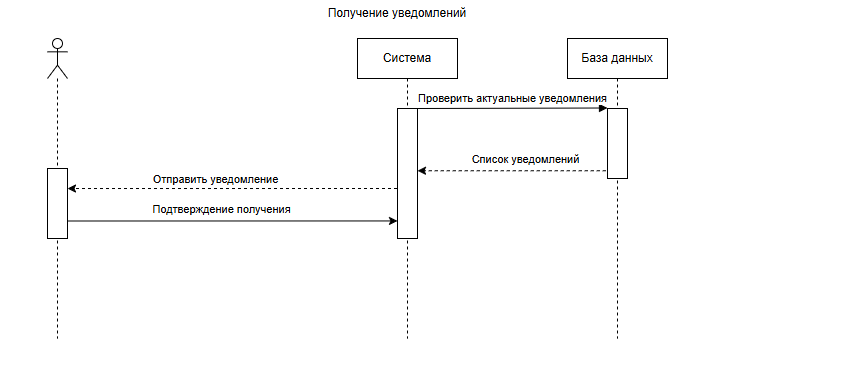 Получение уведомлений
Система
База данных
Проверить актуальные уведомления
Список уведомлений
Отправить уведомление
Подтверждение получения